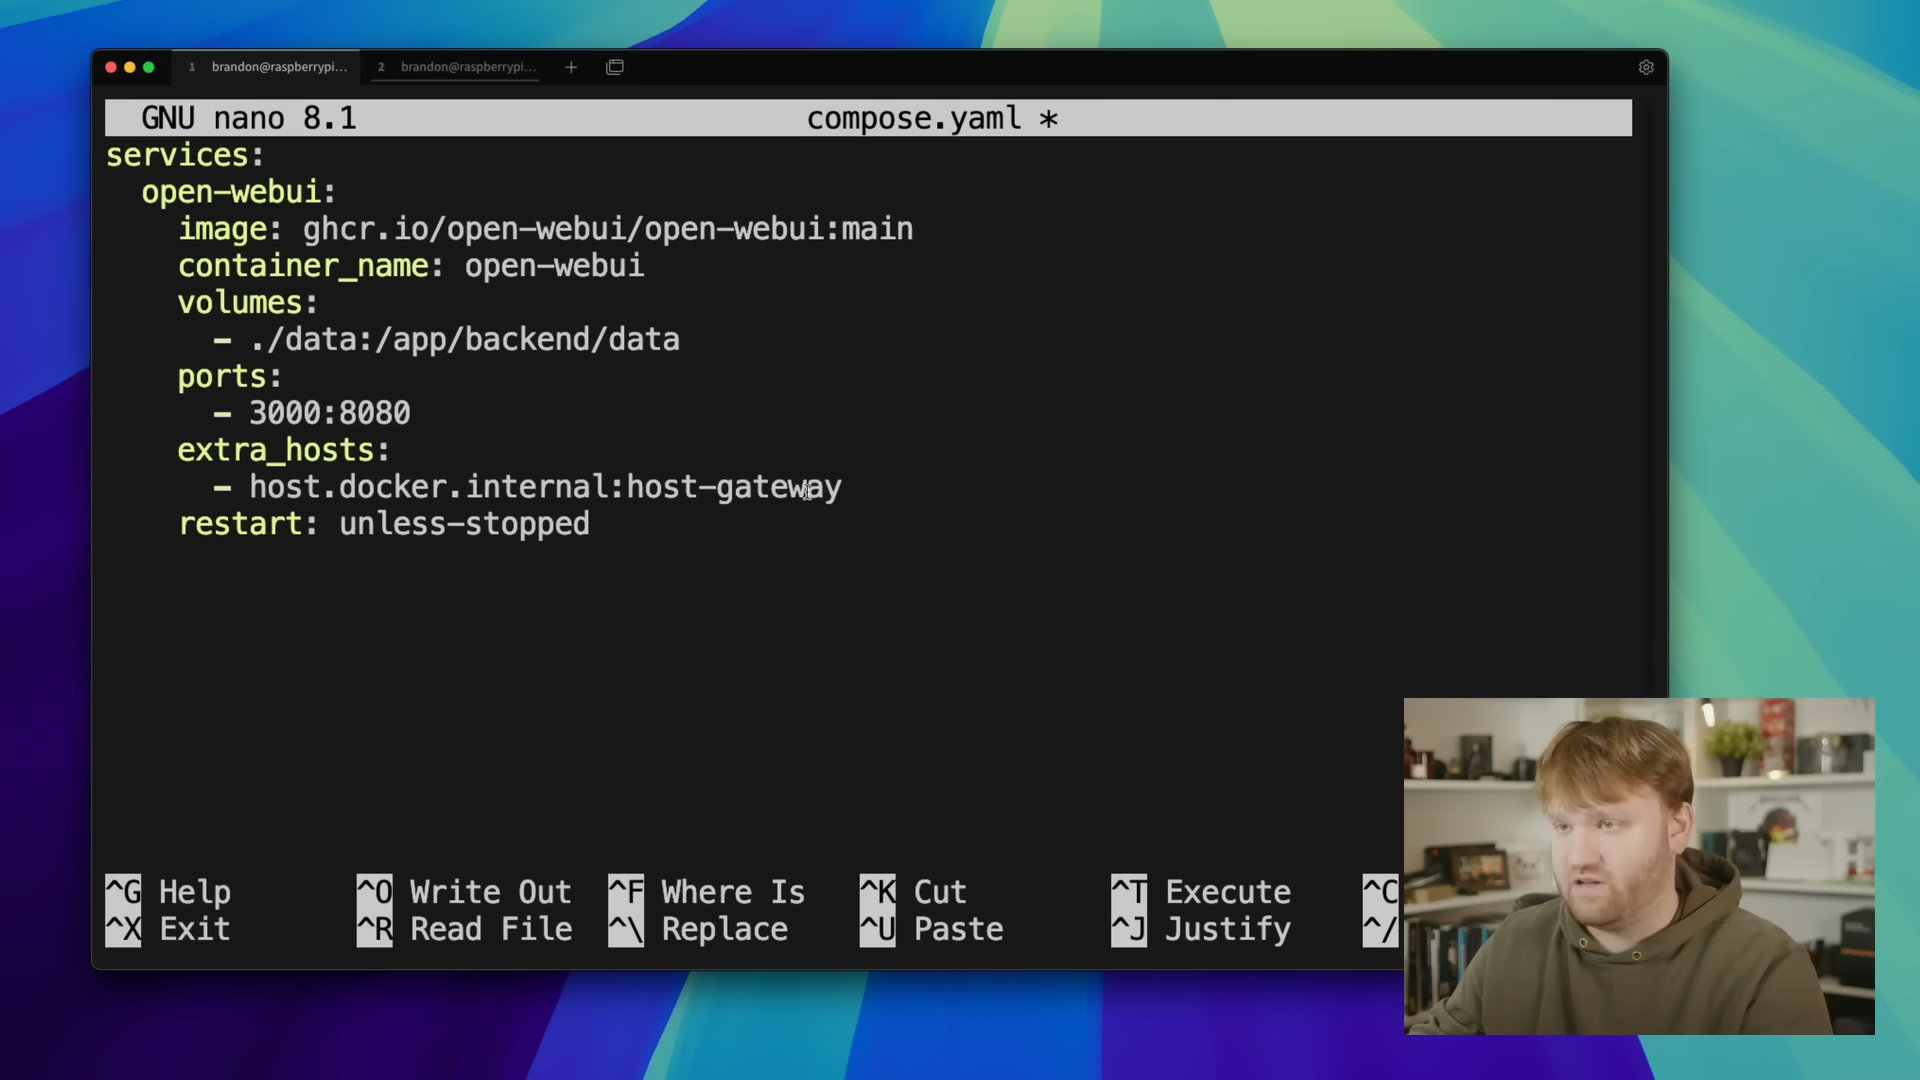 1 brandon@raspberrypi... 2 brandon@raspberrypi... +
GNU nano 8.1 compose.yaml *
services:
open-webui:
image: ghcr.io/open-webui/open-webui:main
container_name: open-webui
volumes:
- ./data:/app/backend/data
ports:
- 3000:8080
extra_hosts:
- host.docker.internal:host-gateway
restart: unless-stopped
^G Help ^O Write Out ^F Where Is ^K Cut ^T Execute ^C
^X Exit ^R Read File ^\ Replace ^U Paste ^J Justify ^/